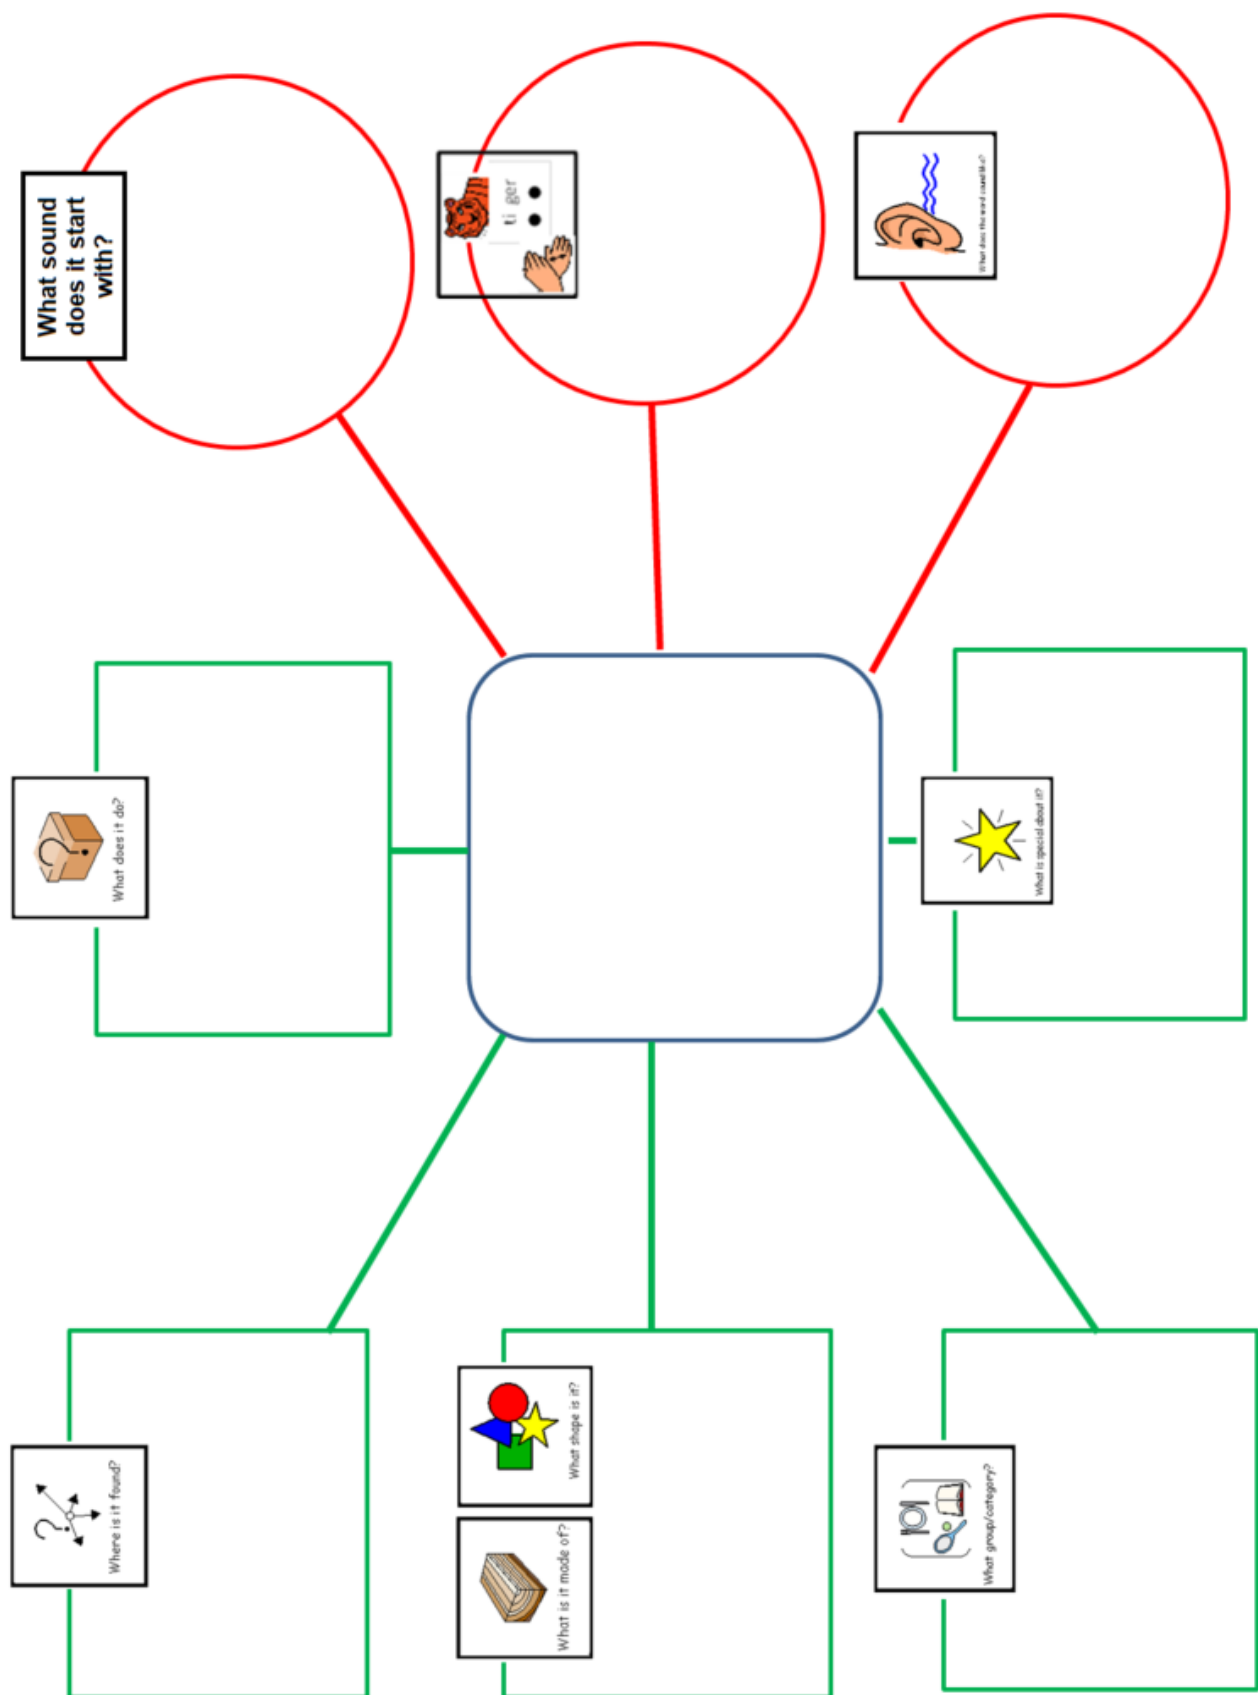 Where is it found?
What does it do?
What sound
does it start
with?
What is it made of?
What shape is it?
ti ger
What group/category?
What is special about it?
What does the word sound like?